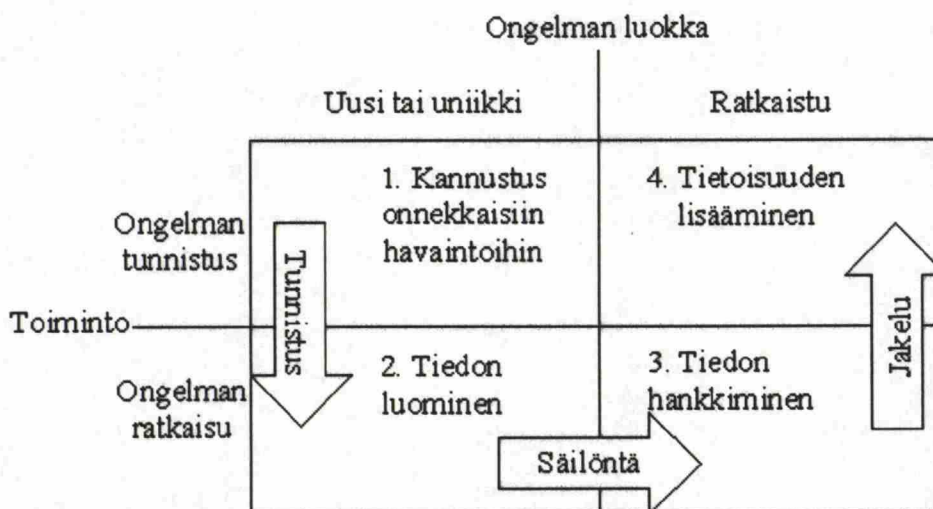 Ongelman luokka
Uusi tai uniikki
Ratkaistu
1. Kannustus
onnekkaisiin
havaintoihin
4. Tietoisuuden
lisääminen
Ongelman
tunnistus
Tunnistus
Toiminto
Jakelu
Ongelman
ratkaisu
2. Tiedon
luominen
3. Tiedon
hankkiminen
Säilöntä